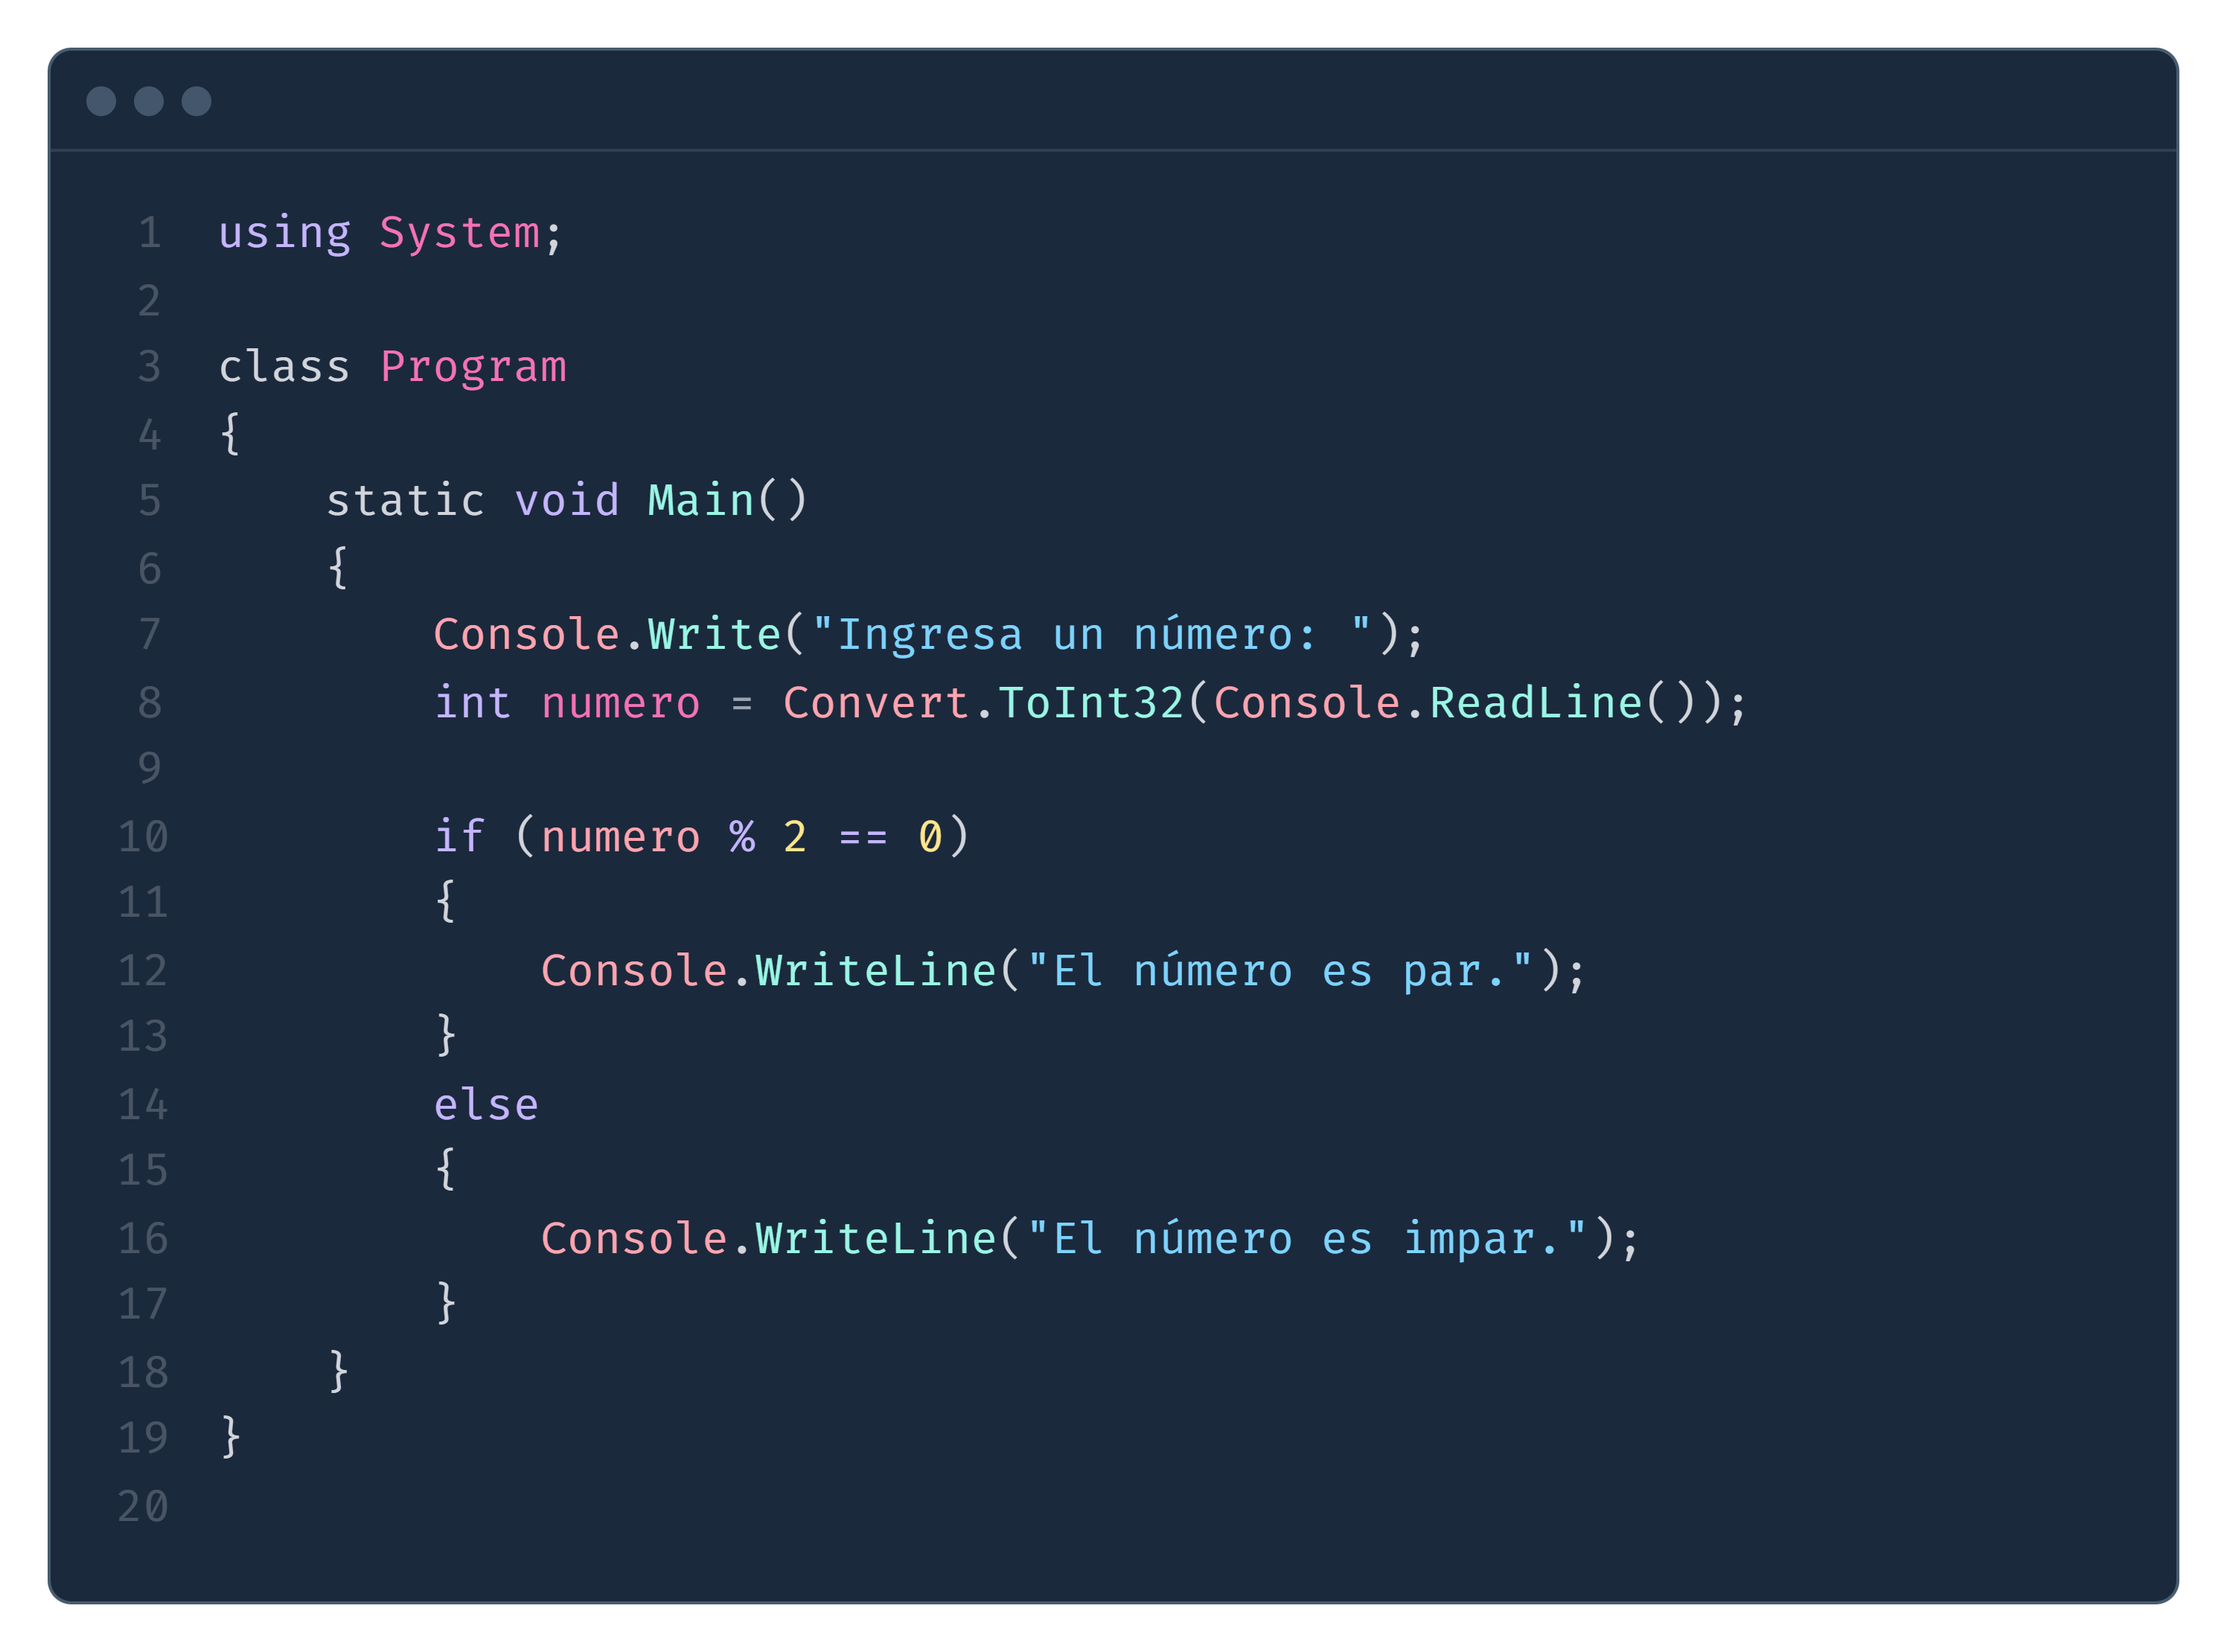 1 using System;
2
3 class Program
4 {
5     static void Main()
6     {
7         Console.Write("Ingresa un número: ");
8         int numero = Convert.ToInt32(Console.ReadLine());
9
10         if (numero % 2 == 0)
11         {
12             Console.WriteLine("El número es par.");
13         }
14         else
15         {
16             Console.WriteLine("El número es impar.");
17         }
18     }
19 }
20